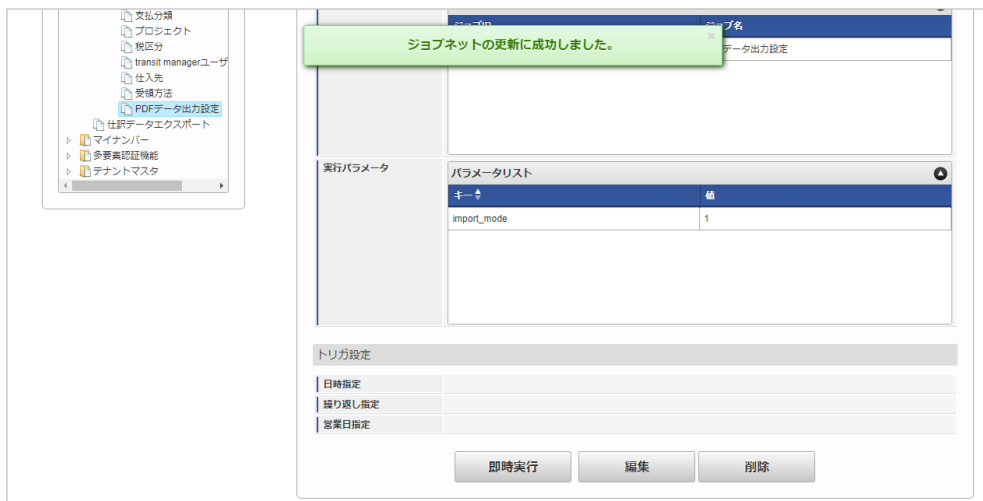 支払分類
プロジェクト
税区分
transit managerユーザ
仕入先
受領方法
PDFデータ出力設定
仕訳データエクスポート
マイナンバー
多要素認証機能
テナントマスタ
ジョブネットの更新に成功しました。
×
ジョブ名
データ出力設定
実行パラメータ
パラメータリスト
キー 値
import_mode 1
トリガ設定
日時指定
繰り返し指定
営業日指定
即時実行 編集 削除